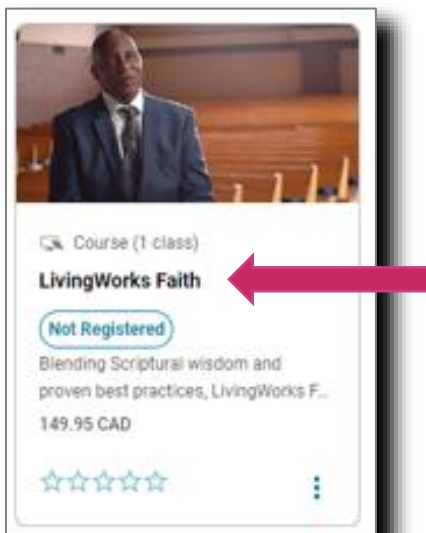 Course (1 class)
LivingWorks Faith
Not Registered
Blending Scriptural wisdom and
proven best practices, LivingWorks F...
149.95 CAD